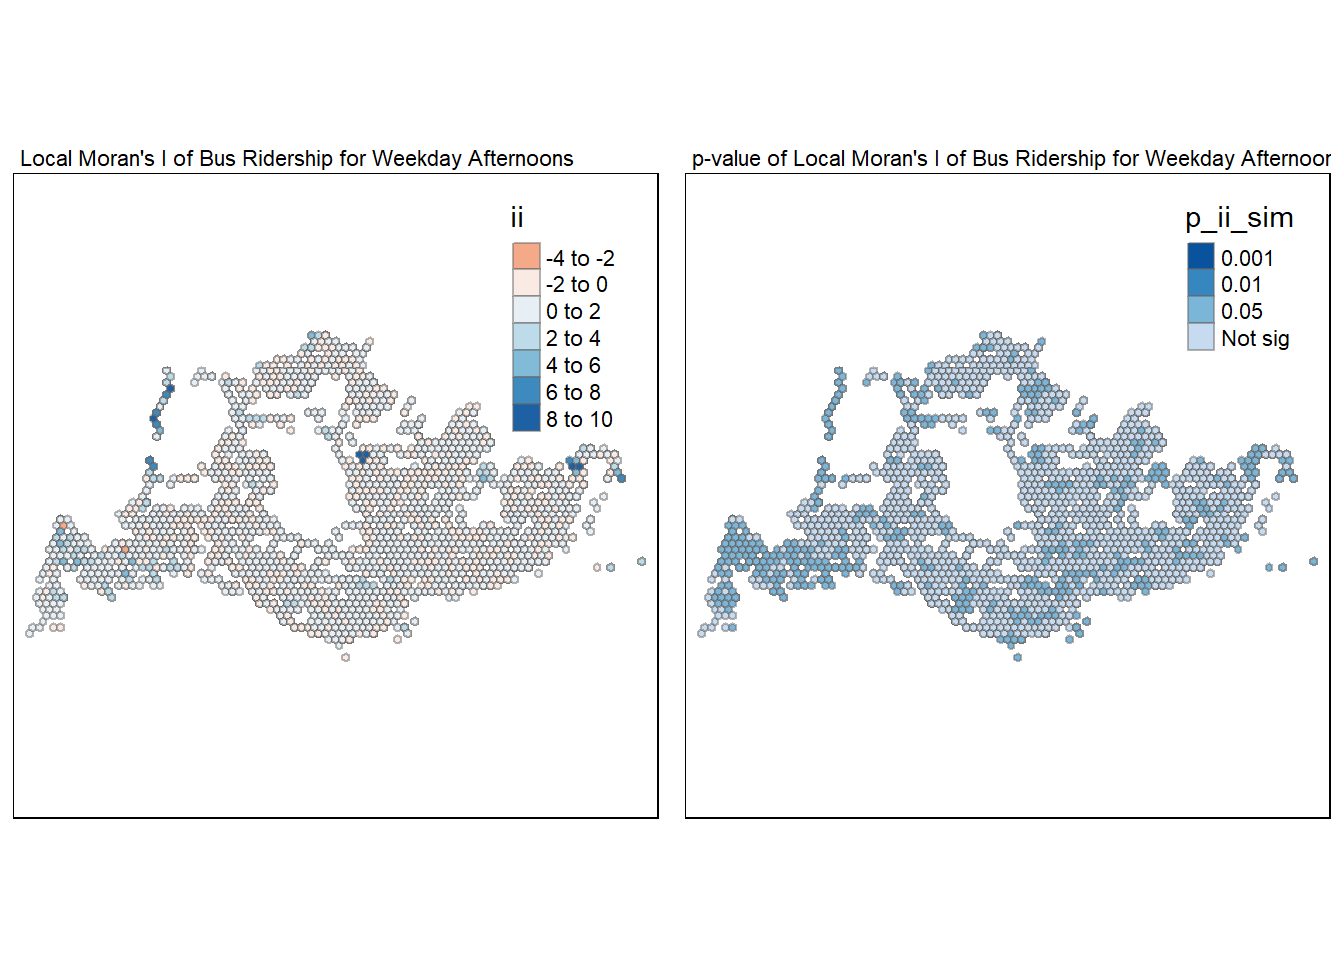 Local Moran's I of Bus Ridership for Weekday Afternoons
ii
-4 to -2
-2 to 0
0 to 2
2 to 4
4 to 6
6 to 8
8 to 10
p-value of Local Moran's I of Bus Ridership for Weekday Afternoor
p_ii_sim
0.001
0.01
0.05
Not sig